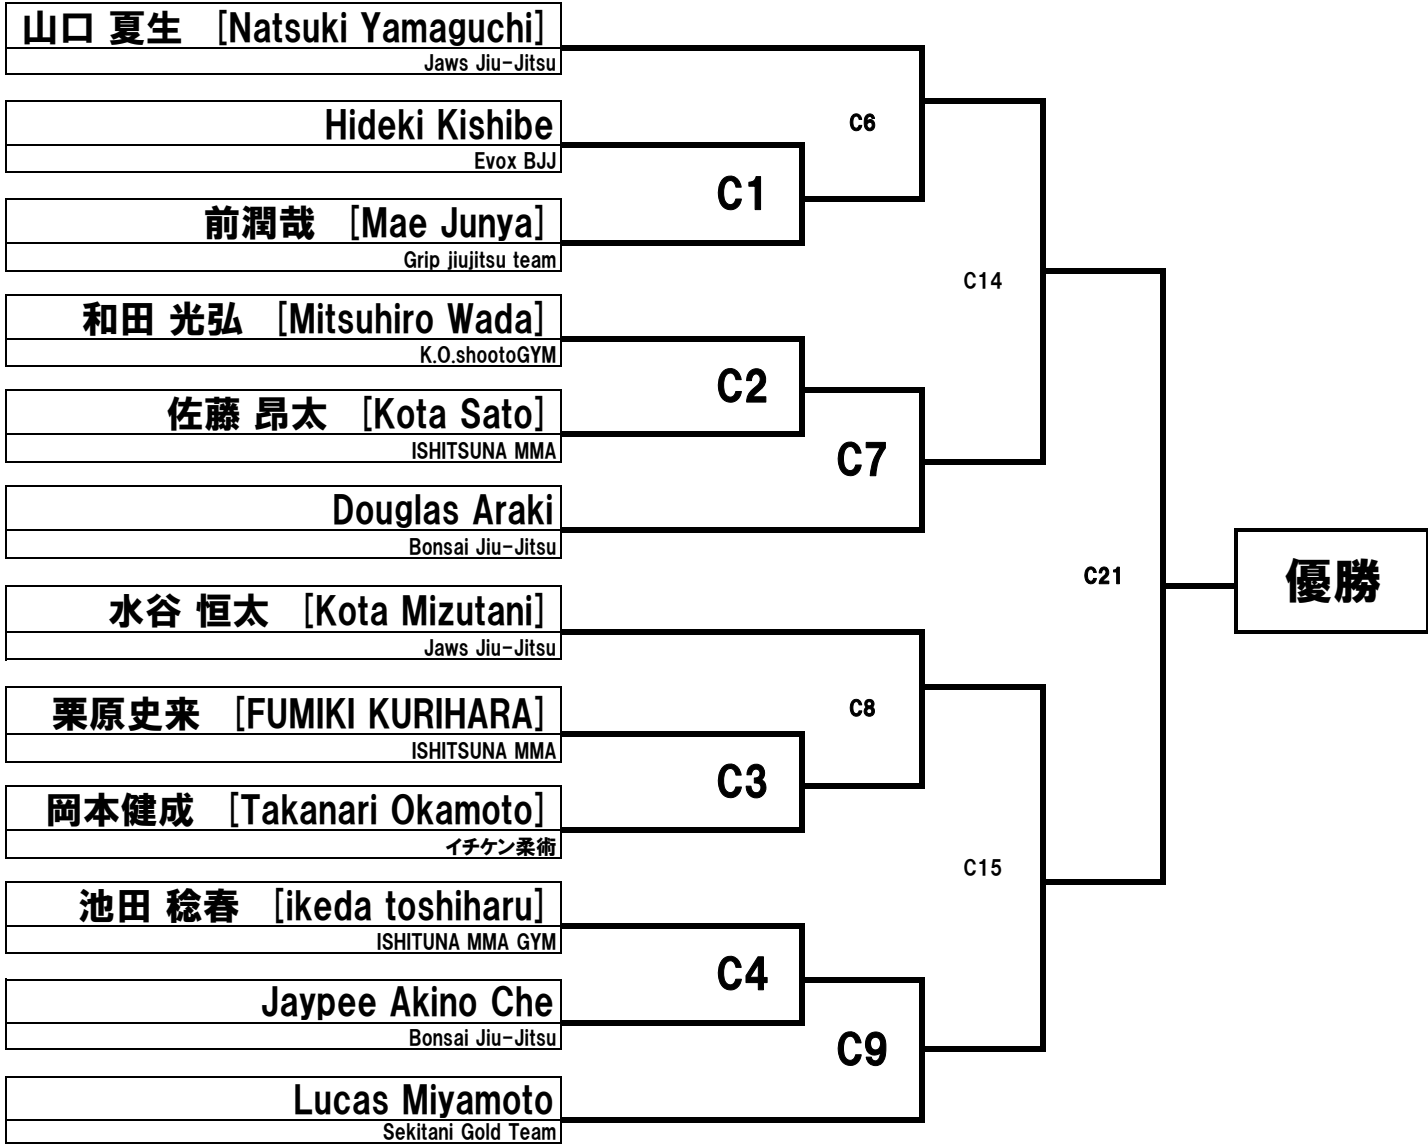 山口 夏生 [Natsuki Yamaguchi]
Jaws Jiu-Jitsu
Hideki Kishibe
Evox BJJ
C6
C1
前潤哉 [Mae Junya]
Grip jiujitsu team
C14
和田 光弘 [Mitsuhiro Wada]
K.O.shootoGYM
C2
佐藤 昂太 [Kota Sato]
ISHITSUNA MMA
C7
Douglas Araki
Bonsai Jiu-Jitsu
C21
優勝
水谷 恒太 [Kota Mizutani]
Jaws Jiu-Jitsu
栗原史来 [FUMIKI KURIHARA]
ISHITSUNA MMA
C8
C3
岡本健成 [Takanari Okamoto]
イチケン柔術
C15
池田 稔春 [ikeda toshiharu]
ISHITUNA MMA GYM
C4
Jaypee Akino Che
Bonsai Jiu-Jitsu
C9
Lucas Miyamoto
Sekitani Gold Team